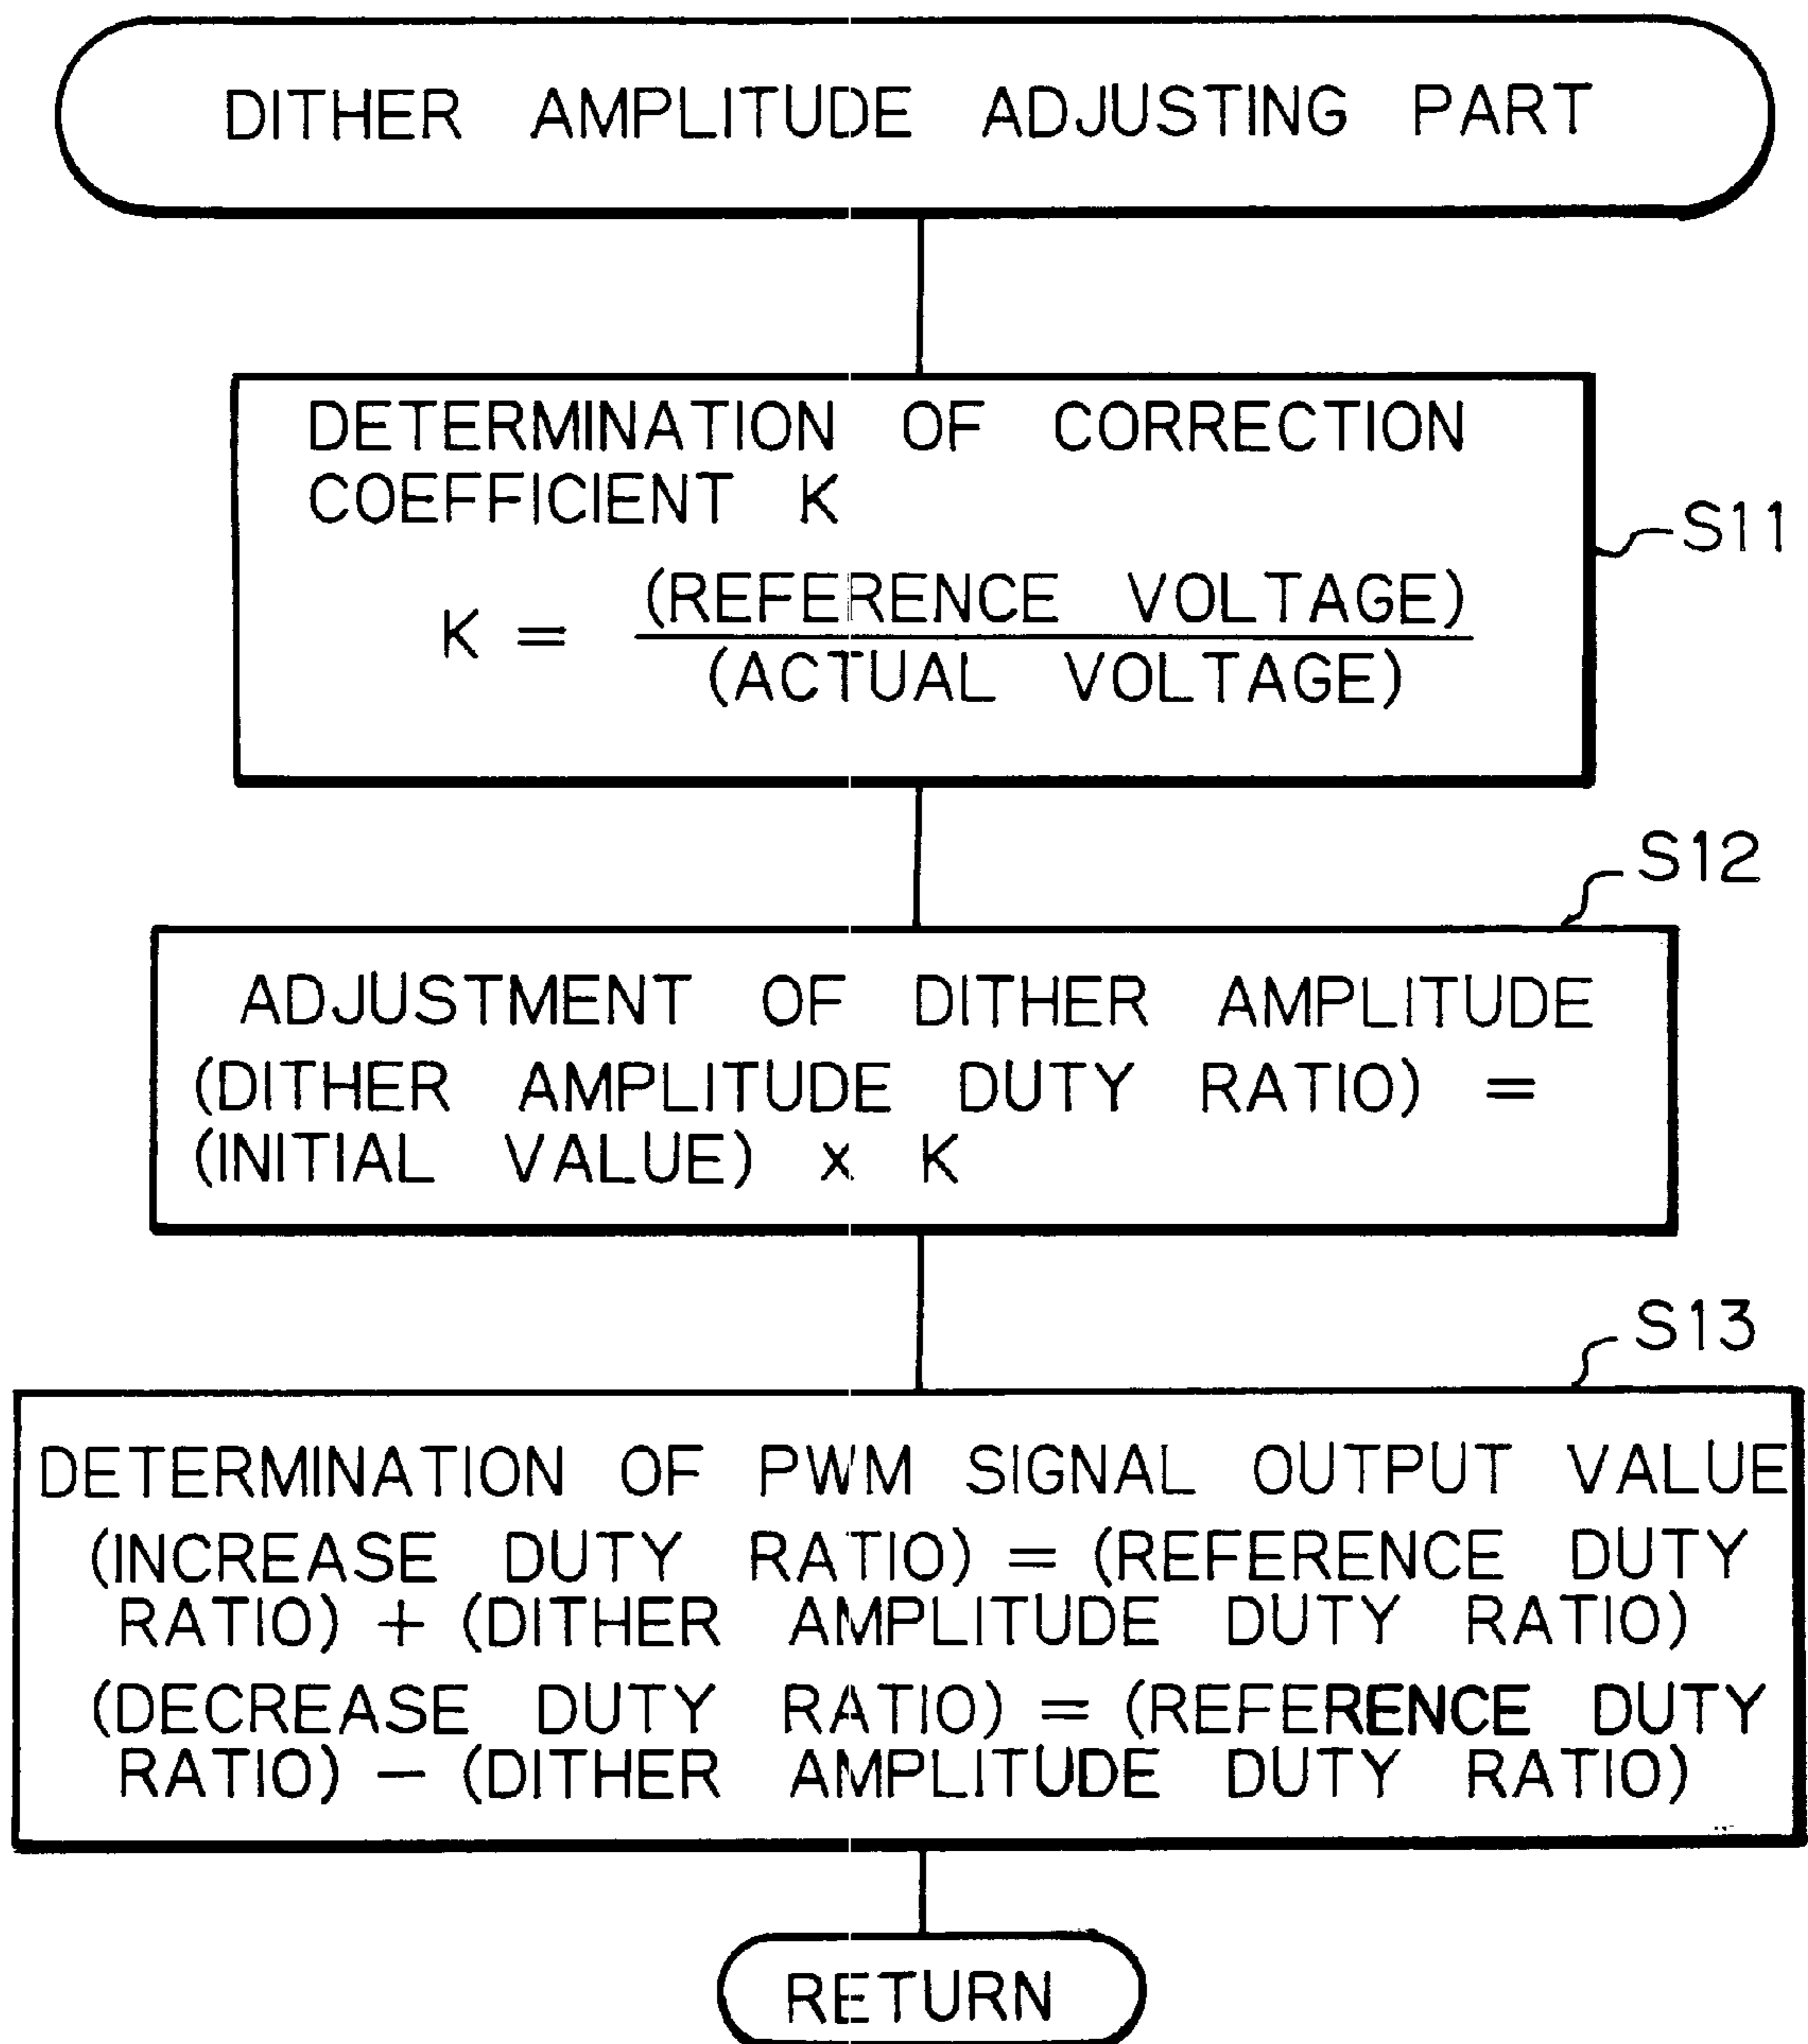 DITHER AMPLITUDE ADJUSTING PART
DETERMINATION OF CORRECTION
COEFFICIENT K
K = (REFERENCE VOLTAGE)
(ACTUAL VOLTAGE)
S11
S12
ADJUSTMENT OF DITHER AMPLITUDE
(DITHER AMPLITUDE DUTY RATIO) =
(INITIAL VALUE) x K
S13
DETERMINATION OF PWM SIGNAL OUTPUT VALUE
(INCREASE DUTY RATIO) = (REFERENCE DUTY
RATIO) + (DITHER AMPLITUDE DUTY RATIO)
(DECREASE DUTY RATIO) = (REFERENCE DUTY
RATIO) − (DITHER AMPLITUDE DUTY RATIO)
RETURN